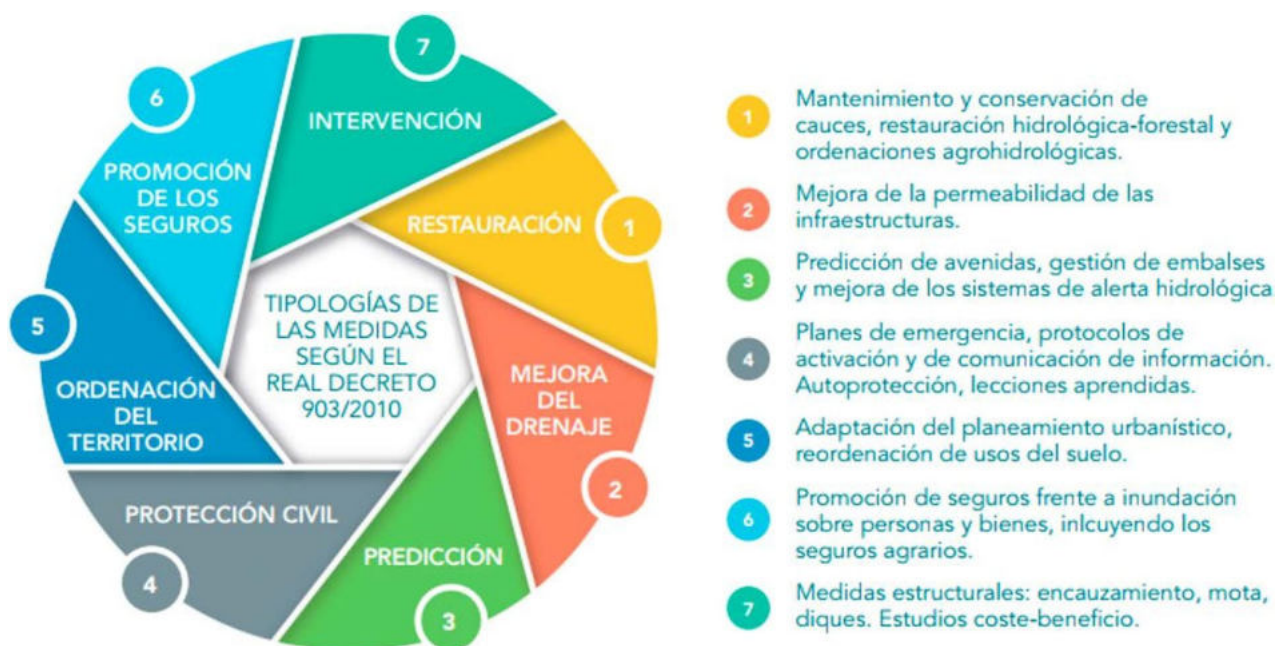 7
INTERVENCIÓN
6
PROMOCIÓN
DE LOS
SEGUROS
RESTAURACIÓN
1
TIPOLOGÍAS DE
LAS MEDIDAS
SEGÚN EL
REAL DECRETO
903/2010
5
ORDENACIÓN
DEL
TERRITORIO
MEJORA
DEL
DRENAJE
2
PROTECCIÓN CIVIL
4
PREDICCIÓN
3
1
Mantenimiento y conservación de
cauces, restauración hidrológica-forestal y
ordenaciones agrohidrológicas.
2
Mejora de la permeabilidad de las
infraestructuras.
3
Predicción de avenidas, gestión de embalses
y mejora de los sistemas de alerta hidrológica
4
Planes de emergencia, protocolos de
activación y de comunicación de información.
Autoprotección, lecciones aprendidas.
5
Adaptación del planeamiento urbanístico,
reordenación de usos del suelo.
6
Promoción de seguros frente a inundación
sobre personas y bienes, inlcuyendo los
seguros agrarios.
7
Medidas estructurales: encauzamiento, mota,
diques. Estudios coste-beneficio.